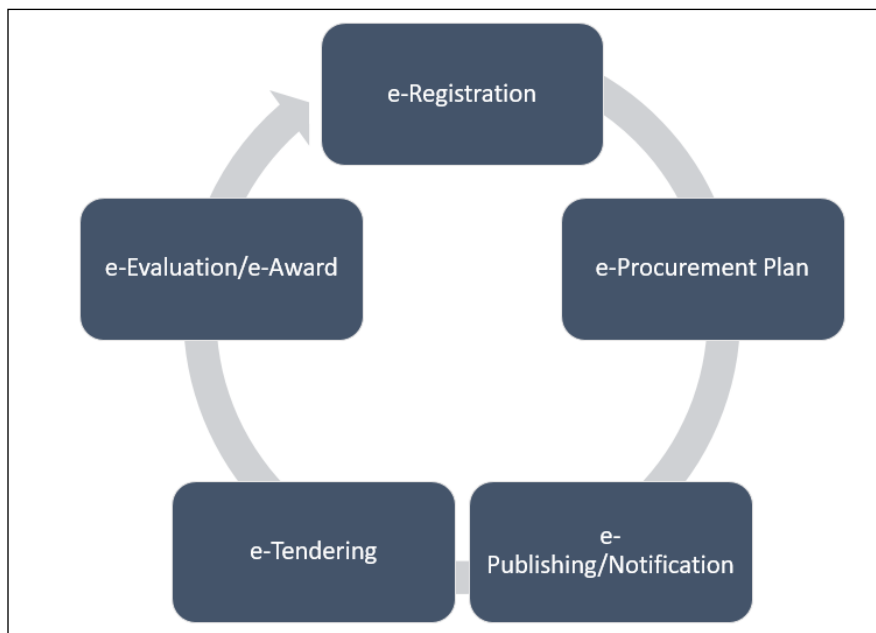 e-Registration
e-Procurement Plan
e-
Publishing/Notification
e-Tendering
e-Evaluation/e-Award